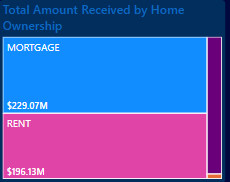 Total Amount Received by Home
Ownership
MORTGAGE
$229.07M
RENT
$196.13M